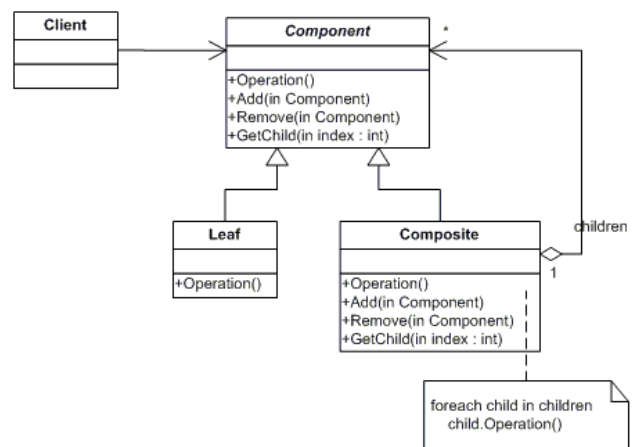 Client
Component
*
+Operation()
+Add(in Component)
+Remove(in Component)
+GetChild(in index : int)
children
Leaf
+Operation()
Composite
1
+Operation()
+Add(in Component)
+Remove(in Component)
+GetChild(in index : int)
foreach child in children
child.Operation()